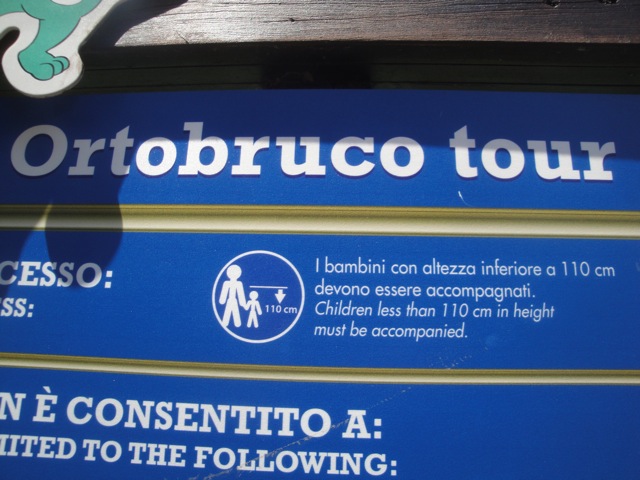 Ortobruco tour
CESSO:
SS:
110 cm
I bambini con altezza inferiore a 110 cm
devono essere accompagnati.
Children less than 110 cm in height
must be accompanied.
N È CONSENTITO A:
ITED TO THE FOLLOWING: